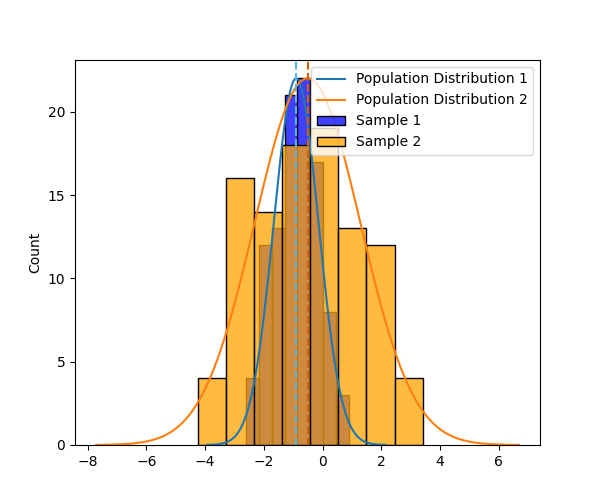 Population Distribution 1
Population Distribution 2
Sample 1
Sample 2
Count
20
15
10
5
0
−8 −6 −4 −2 0 2 4 6